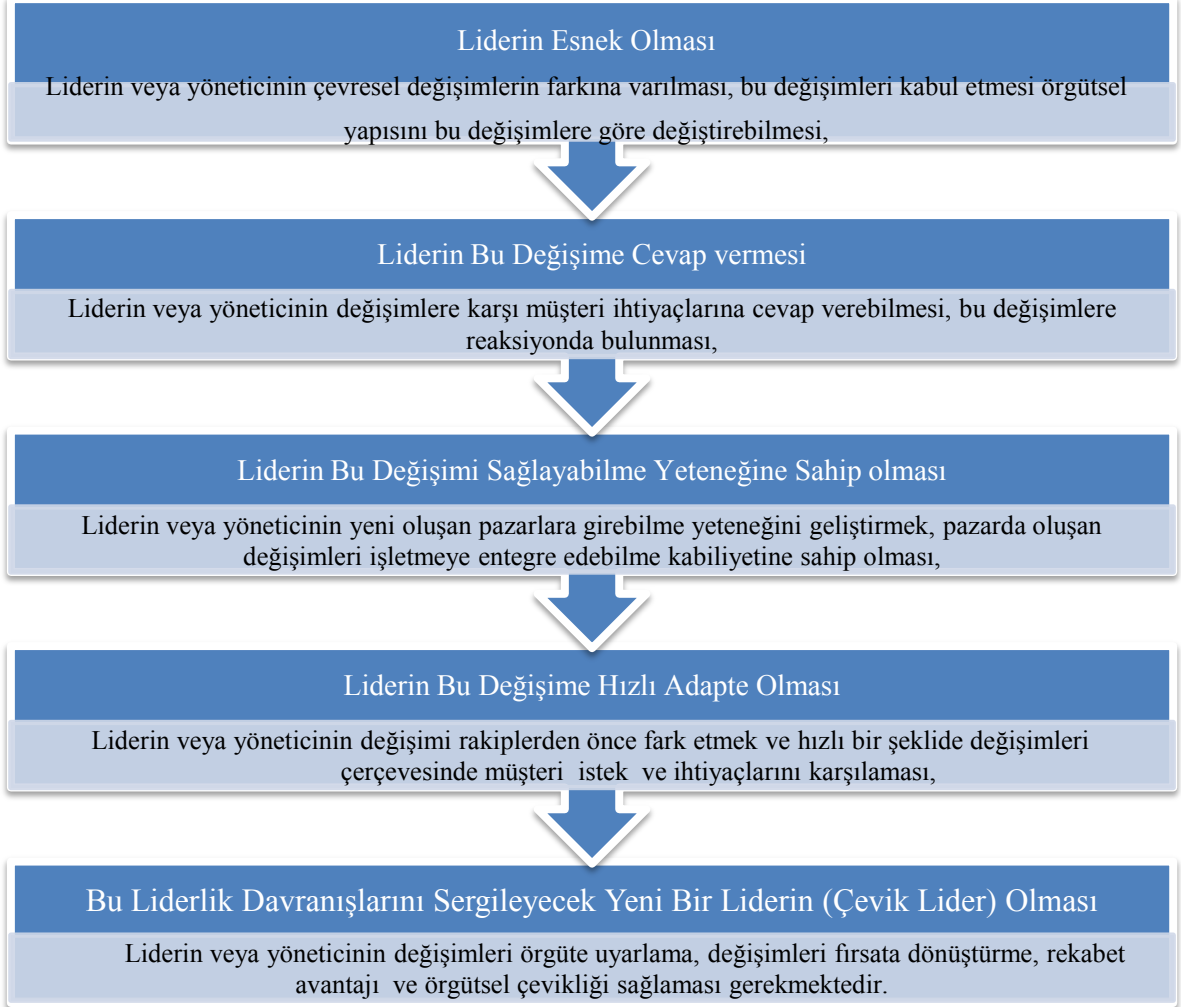 Liderin Esnek Olması
Liderin veya yöneticinin çevresel değişimlerin farkına varılması, bu değişimleri kabul etmesi örgütsel
yapısını bu değişimlere göre değiştirebilmesi,
Liderin Bu Değişime Cevap vermesi
Liderin veya yöneticinin değişimlere karşı müşteri ihtiyaçlarına cevap verebilmesi, bu değişimlere
reaksiyonda bulunması,
Liderin Bu Değişimi Sağlayabilme Yeteneğine Sahip olması
Liderin veya yöneticinin yeni oluşan pazarlara girebilme yeteneğini geliştirmek, pazarda oluşan
değişimleri işletmeye entegre edebilme kabiliyetine sahip olması,
Liderin Bu Değişime Hızlı Adapte Olması
Liderin veya yöneticinin değişimi rakiplerden önce fark etmek ve hızlı bir şeklide değişimleri
çerçevesinde müşteri istek ve ihtiyaçlarını karşılaması,
Bu Liderlik Davranışlarını Sergileyecek Yeni Bir Liderin (Çevik Lider) Olması
Liderin veya yöneticinin değişimleri örgüte uyarlama, değişimleri fırsata dönüştürme, rekabet
avantajı ve örgütsel çevikliği sağlaması gerekmektedir.